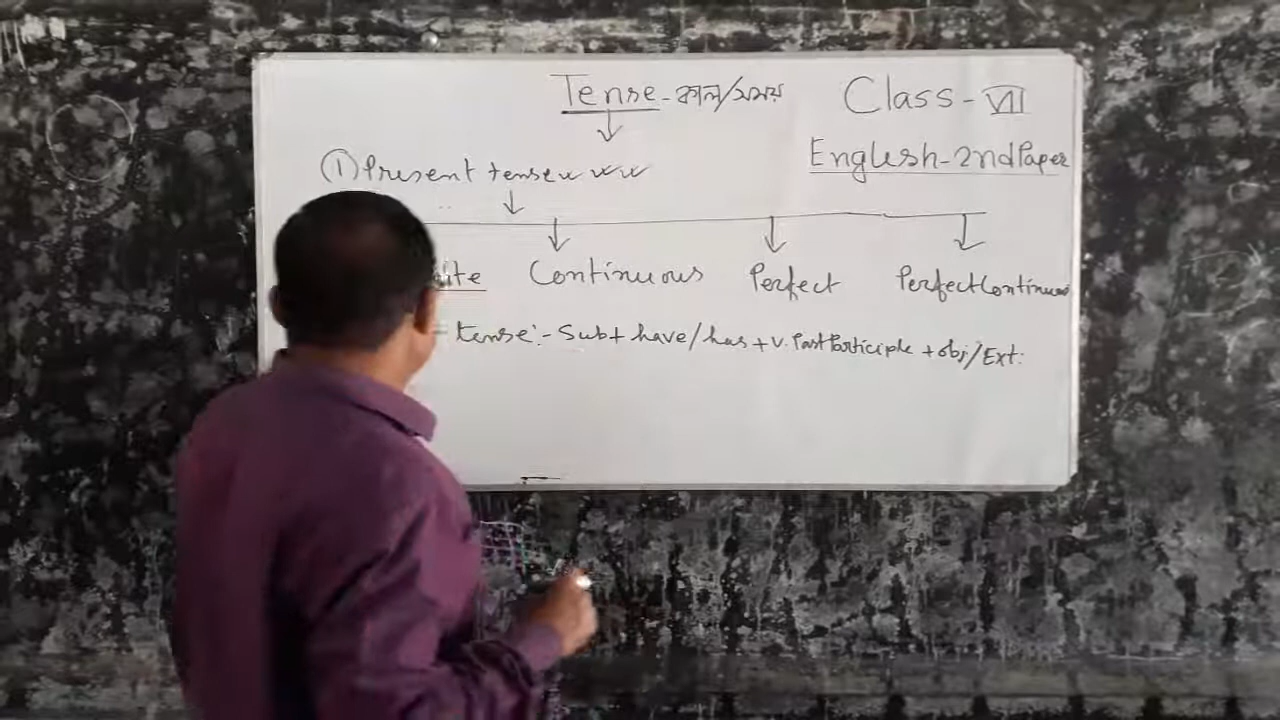 Tense - কাল/সময়
Class - VII
English - 2nd Paper
① Present tense
Continuous Perfect Perfect Continuous
tense:- Sub + have/has + v. Past Participle + obj/Ext: